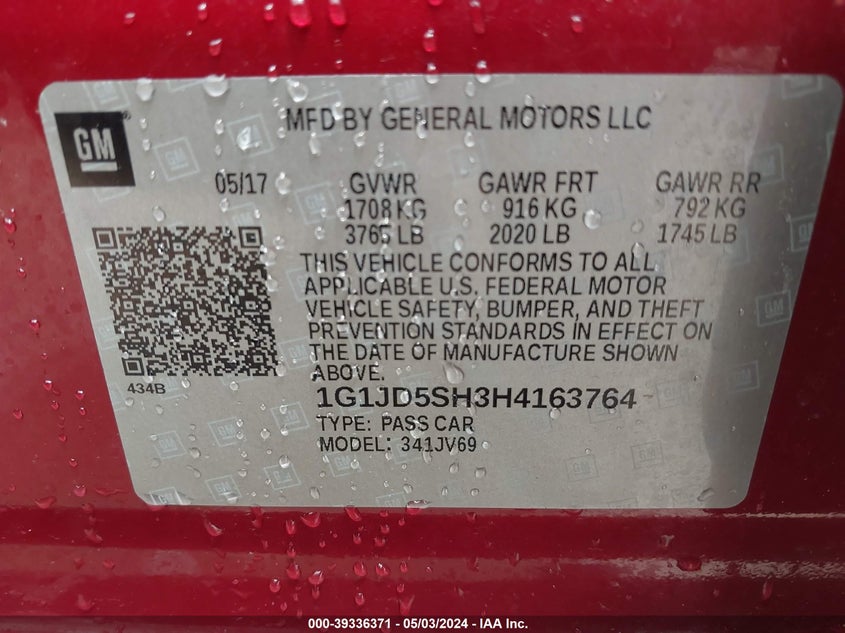 GM
MFD BY GENERAL MOTORS LLC
05/17 GVWR GAWR FRT GAWR RR
1708 KG 916 KG 792 KG
3765 LB 2020 LB 1745 LB
THIS VEHICLE CONFORMS TO ALL
APPLICABLE U.S. FEDERAL MOTOR
VEHICLE SAFETY, BUMPER, AND THEFT
PREVENTION STANDARDS IN EFFECT ON
THE DATE OF MANUFACTURE SHOWN
ABOVE.
434B
1G1JD5SH3H4163764
TYPE: PASS CAR
MODEL: 341JV69
000-39336371 - 05/03/2024 - IAA Inc.